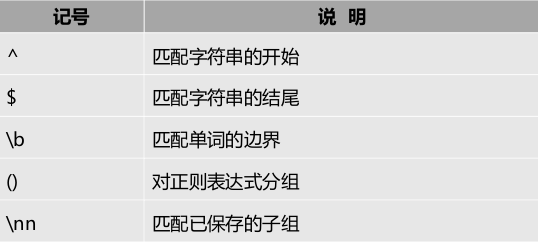 记号 说 明
^ 匹配字符串的开始
$ 匹配字符串的结尾
\b 匹配单词的边界
() 对正则表达式分组
\nn 匹配已保存的子组